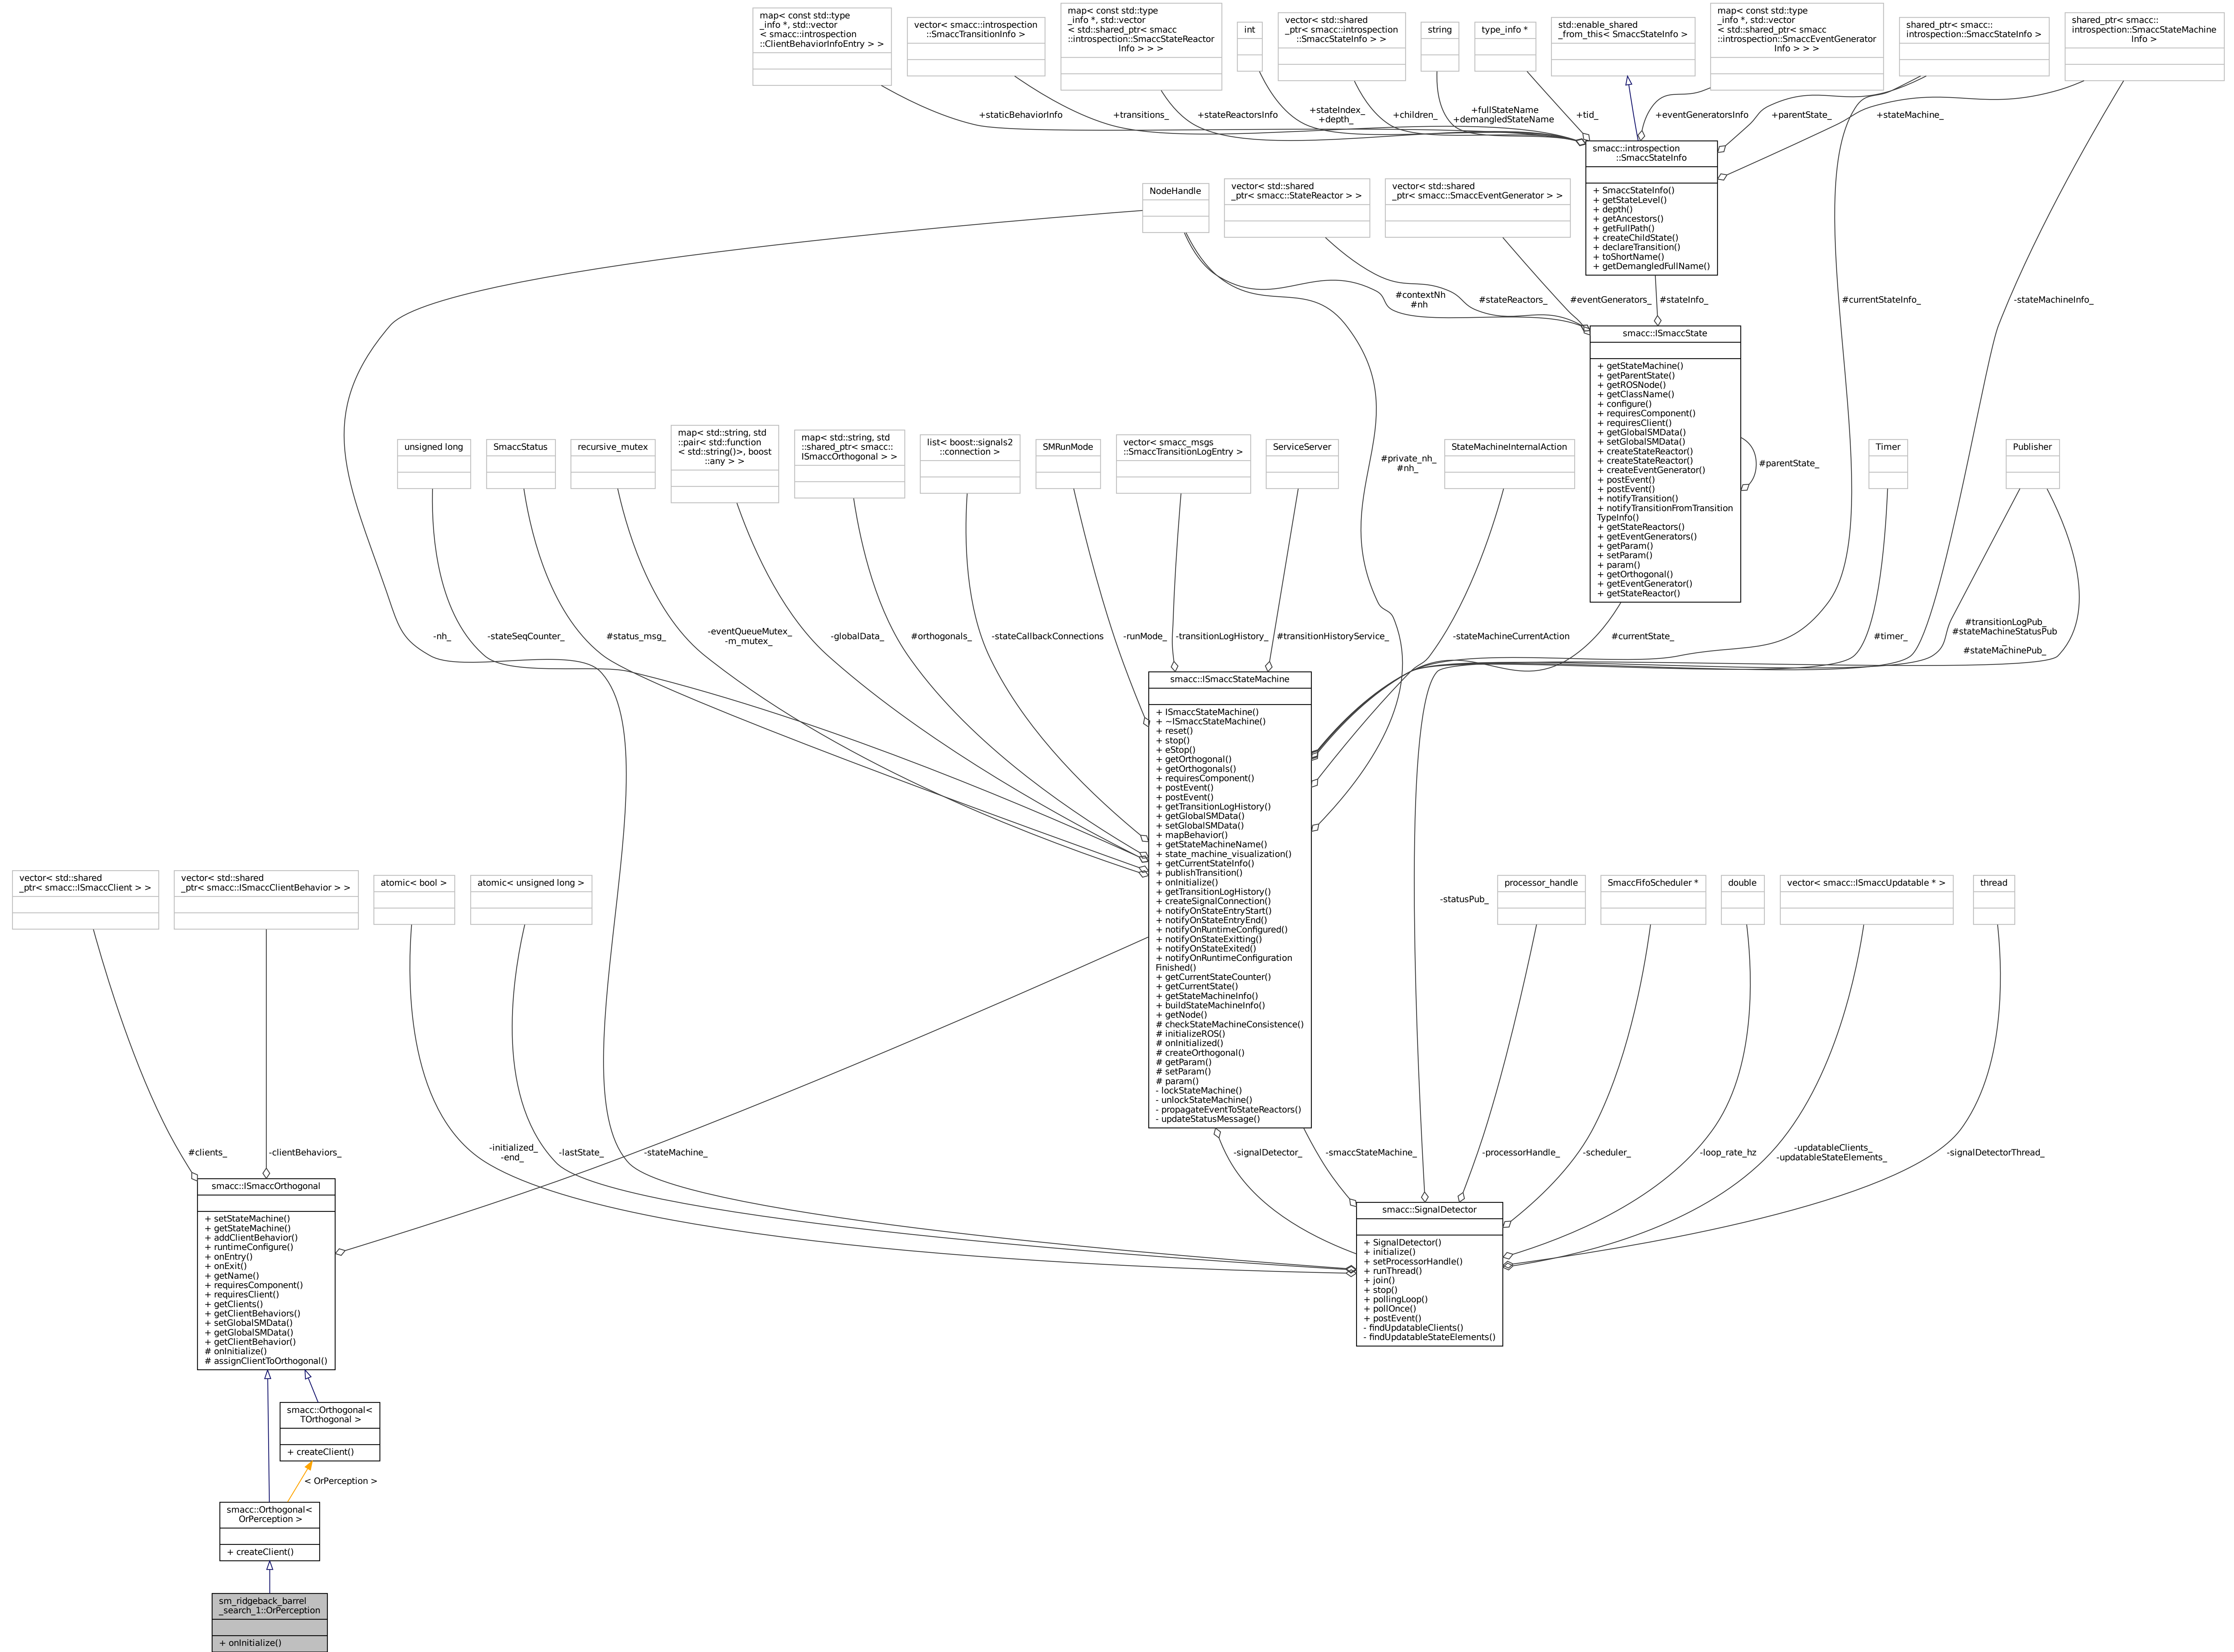 map< const std::type
_info *, std::vector
< smacc::introspection
::ClientBehaviorInfoEntry > >
vector< smacc::introspection
::SmaccTransitionInfo >
map< const std::type
_info *, std::vector
< std::shared_ptr< smacc
::introspection::SmaccStateReactor
Info > > >
int
vector< std::shared
_ptr< smacc::introspection
::SmaccStateInfo > >
string
type_info *
std::enable_shared
_from_this< SmaccStateInfo >
map< const std::type
_info *, std::vector
< std::shared_ptr< smacc
::introspection::SmaccEventGenerator
Info > > >
shared_ptr< smacc::
introspection::SmaccStateInfo >
shared_ptr< smacc::
introspection::SmaccStateMachine
Info >
+staticBehaviorInfo
+transitions_
+stateReactorsInfo
+stateIndex_
+depth_
+children_
+fullStateName
+demangledStateName
+tid_
+eventGeneratorsInfo
+parentState_
+stateMachine_
smacc::introspection
::SmaccStateInfo
+ SmaccStateInfo()
+ getStateLevel()
+ depth()
+ getAncestors()
+ getFullPath()
+ createChildState()
+ declareTransition()
+ toShortName()
+ getDemangledFullName()
NodeHandle
vector< std::shared
_ptr< smacc::StateReactor > >
vector< std::shared
_ptr< smacc::SmaccEventGenerator > >
#contextNh
#nh
#stateReactors_
#eventGenerators_
#stateInfo_
#currentStateInfo_
-stateMachineInfo_
smacc::ISmaccState
+ getStateMachine()
+ getParentState()
+ getROSNode()
+ getClassName()
+ configure()
+ requiresComponent()
+ requiresClient()
+ getGlobalSMData()
+ setGlobalSMData()
+ createStateReactor()
+ createStateReactor()
+ createEventGenerator()
+ postEvent()
+ postEvent()
+ notifyTransition()
+ notifyTransitionFromTransition
TypeInfo()
+ getStateReactors()
+ getEventGenerators()
+ getParam()
+ setParam()
+ param()
+ getOrthogonal()
+ getEventGenerator()
+ getStateReactor()
#parentState_
unsigned long
SmaccStatus
recursive_mutex
map< std::string, std
::pair< std::function
< std::string()>, boost
::any > >
map< std::string, std
::shared_ptr< smacc::
ISmaccOrthogonal > >
list< boost::signals2
::connection >
SMRunMode
vector< smacc_msgs
::SmaccTransitionLogEntry >
ServiceServer
#private_nh_
#nh_
StateMachineInternalAction
Timer
Publisher
-nh_
-stateSeqCounter_
#status_msg_
-eventQueueMutex_
-m_mutex_
-globalData_
#orthogonals_
-stateCallbackConnections
-runMode_
-transitionLogHistory_
#transitionHistoryService_
-stateMachineCurrentAction
#currentState_
#timer_
#transitionLogPub_
#stateMachineStatusPub
_
#stateMachinePub_
smacc::ISmaccStateMachine
+ ISmaccStateMachine()
+ ~ISmaccStateMachine()
+ reset()
+ stop()
+ eStop()
+ getOrthogonal()
+ getOrthogonals()
+ requiresComponent()
+ postEvent()
+ postEvent()
+ getTransitionLogHistory()
+ getGlobalSMData()
+ setGlobalSMData()
+ mapBehavior()
+ getStateMachineName()
+ state_machine_visualization()
+ getCurrentStateInfo()
+ publishTransition()
+ onInitialize()
+ getTransitionLogHistory()
+ createSignalConnection()
+ notifyOnStateEntryStart()
+ notifyOnStateEntryEnd()
+ notifyOnRuntimeConfigured()
+ notifyOnStateExitting()
+ notifyOnStateExited()
+ notifyOnRuntimeConfiguration
Finished()
+ getCurrentStateCounter()
+ getCurrentState()
+ getStateMachineInfo()
+ buildStateMachineInfo()
+ getNode()
# checkStateMachineConsistence()
# initializeROS()
# onInitialized()
# createOrthogonal()
# getParam()
# setParam()
# param()
- lockStateMachine()
- unlockStateMachine()
- propagateEventToStateReactors()
- updateStatusMessage()
vector< std::shared
_ptr< smacc::ISmaccClient > >
vector< std::shared
_ptr< smacc::ISmaccClientBehavior > >
atomic< bool >
atomic< unsigned long >
-statusPub_
processor_handle
SmaccFifoScheduler *
double
vector< smacc::ISmaccUpdatable * >
thread
#clients_
-clientBehaviors_
-initialized_
-end_
-lastState_
-stateMachine_
-signalDetector_
-smaccStateMachine_
-processorHandle_
-scheduler_
-loop_rate_hz
-updatableClients_
-updatableStateElements_
-signalDetectorThread_
smacc::ISmaccOrthogonal
+ setStateMachine()
+ getStateMachine()
+ addClientBehavior()
+ runtimeConfigure()
+ onEntry()
+ onExit()
+ getName()
+ requiresComponent()
+ requiresClient()
+ getClients()
+ getClientBehaviors()
+ setGlobalSMData()
+ getGlobalSMData()
+ getClientBehavior()
# onInitialize()
# assignClientToOrthogonal()
smacc::SignalDetector
+ SignalDetector()
+ initialize()
+ setProcessorHandle()
+ runThread()
+ join()
+ stop()
+ pollingLoop()
+ pollOnce()
+ postEvent()
- findUpdatableClients()
- findUpdatableStateElements()
smacc::Orthogonal<
TOrthogonal >
+ createClient()
< OrPerception >
smacc::Orthogonal<
OrPerception >
+ createClient()
sm_ridgeback_barrel
_search_1::OrPerception
+ onInitialize()